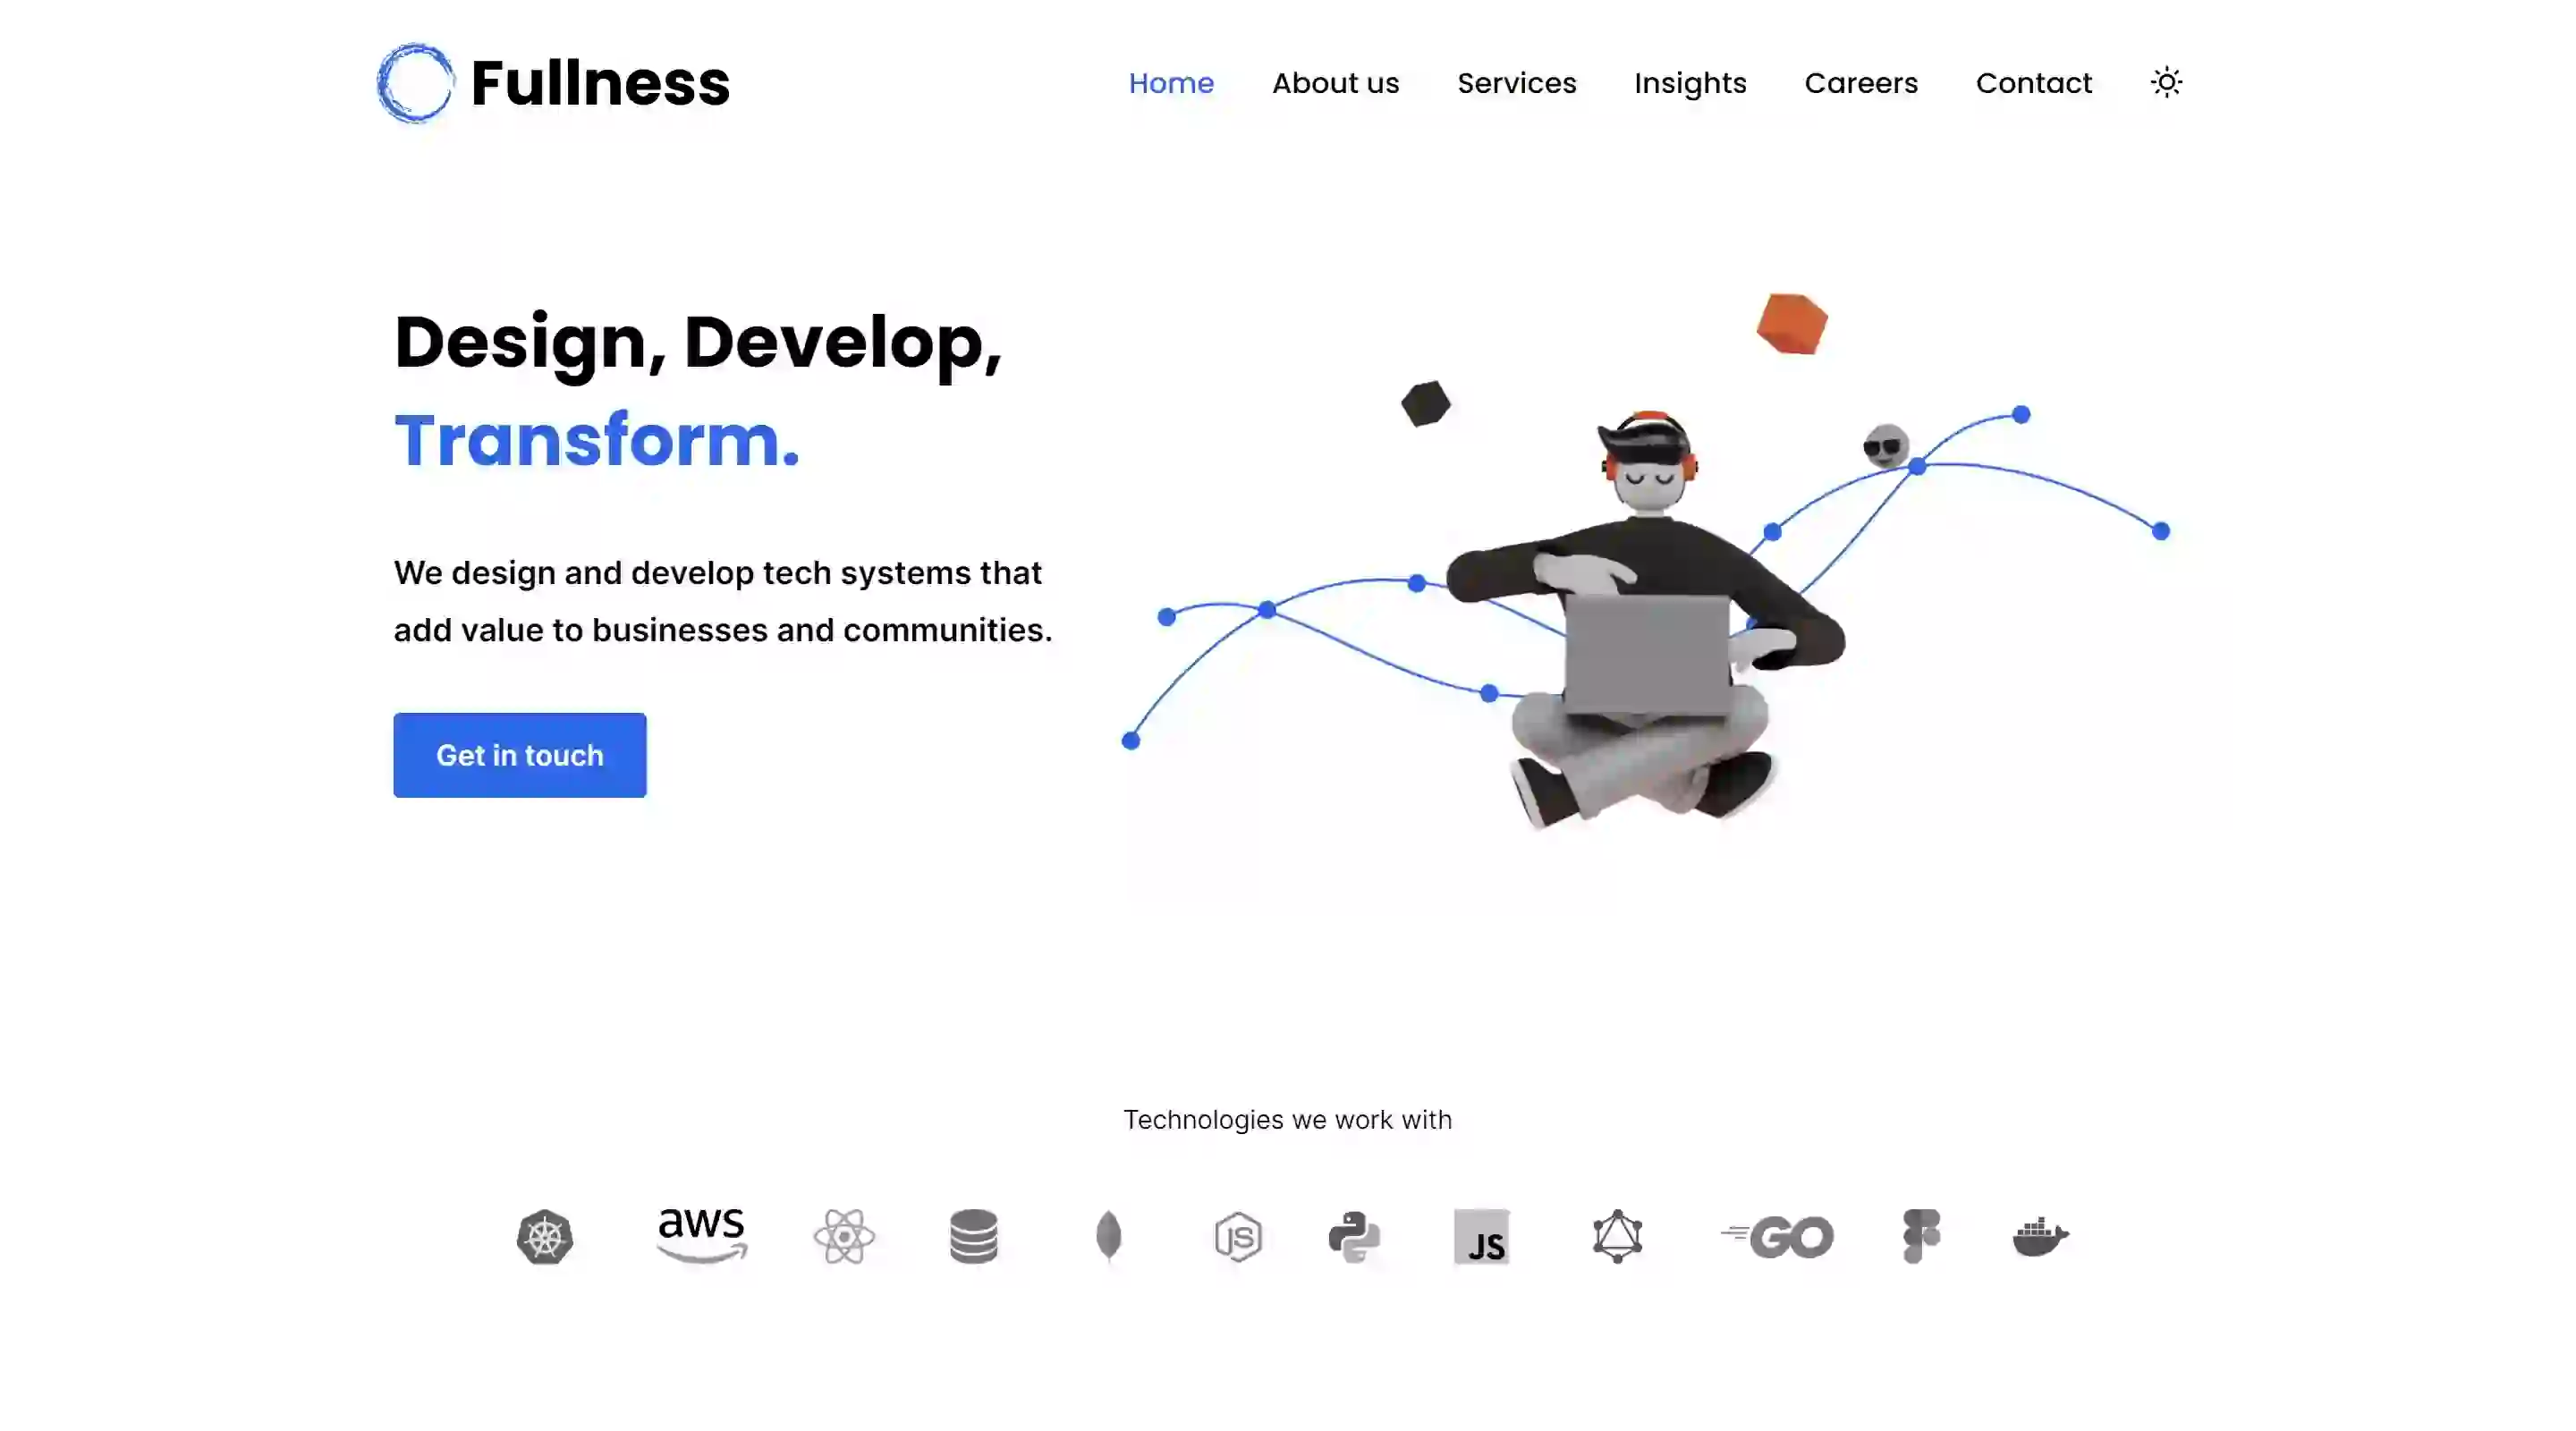 Fullness
Home About us Services Insights Careers Contact
Design, Develop,
Transform.
We design and develop tech systems that
add value to businesses and communities.
Get in touch
Technologies we work with
aws JS JS GO